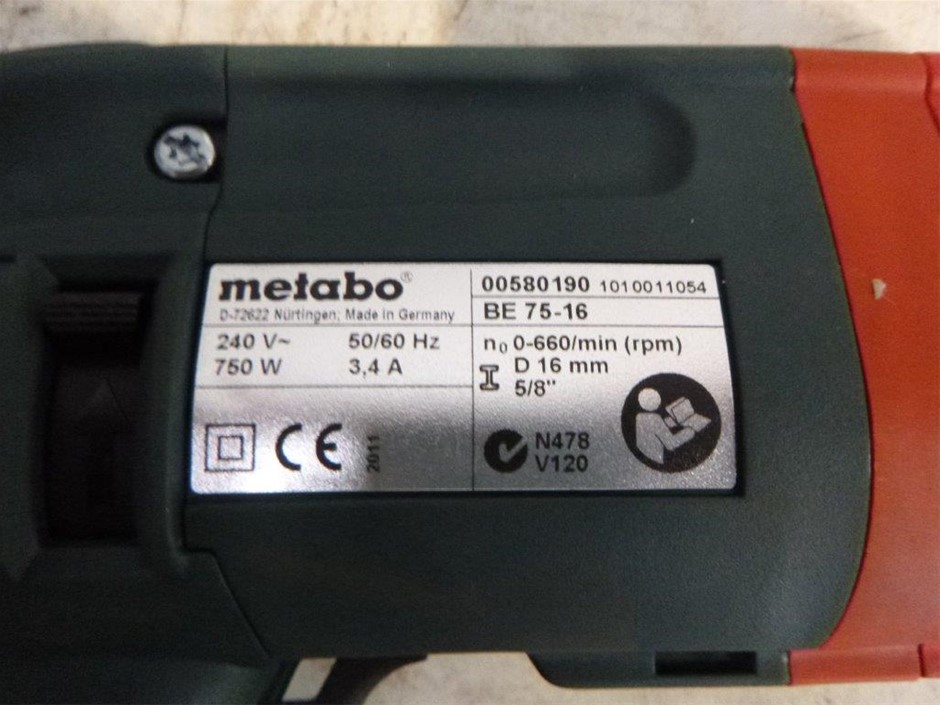 metabo®
D-72622 Nürtingen; Made in Germany
240 V~ 50/60 Hz
750 W 3,4 A
CE 2011
00580190 1010011054
BE 75-16
n₀ 0-660/min (rpm)
D 16 mm
5/8"
N478
V120